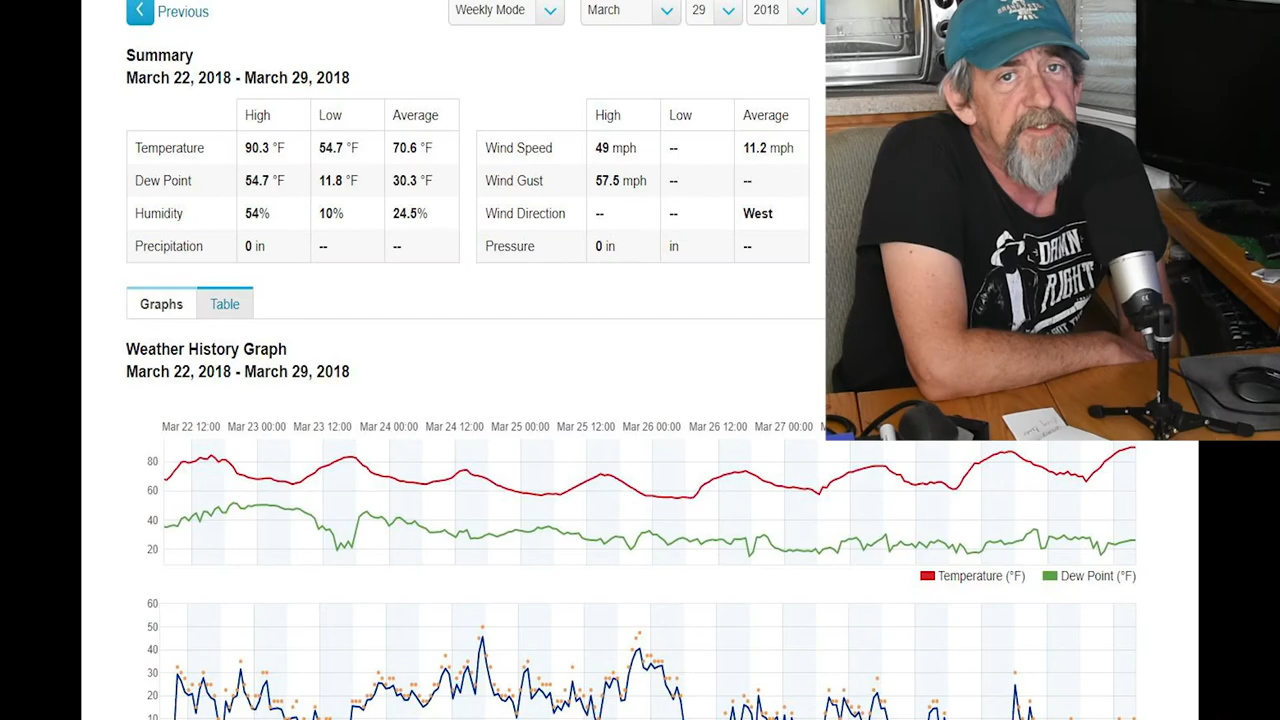 Previous
Weekly Mode March 29 2018
Summary
March 22, 2018 - March 29, 2018
High Low Average
Temperature 90.3 °F 54.7 °F 70.6 °F
Dew Point 54.7 °F 11.8 °F 30.3 °F
Humidity 54% 10% 24.5%
Precipitation 0 in -- --
High Low Average
Wind Speed 49 mph -- 11.2 mph
Wind Gust 57.5 mph -- --
Wind Direction -- -- West
Pressure 0 in in --
Graphs Table
Weather History Graph
March 22, 2018 - March 29, 2018
Mar 22 12:00 Mar 23 00:00 Mar 23 12:00 Mar 24 00:00 Mar 24 12:00 Mar 25 00:00 Mar 25 12:00 Mar 26 00:00 Mar 26 12:00 Mar 27 00:00
80
60
40
20
Temperature (°F) Dew Point (°F)
60
50
40
30
20
10
DAMN
RIGHT